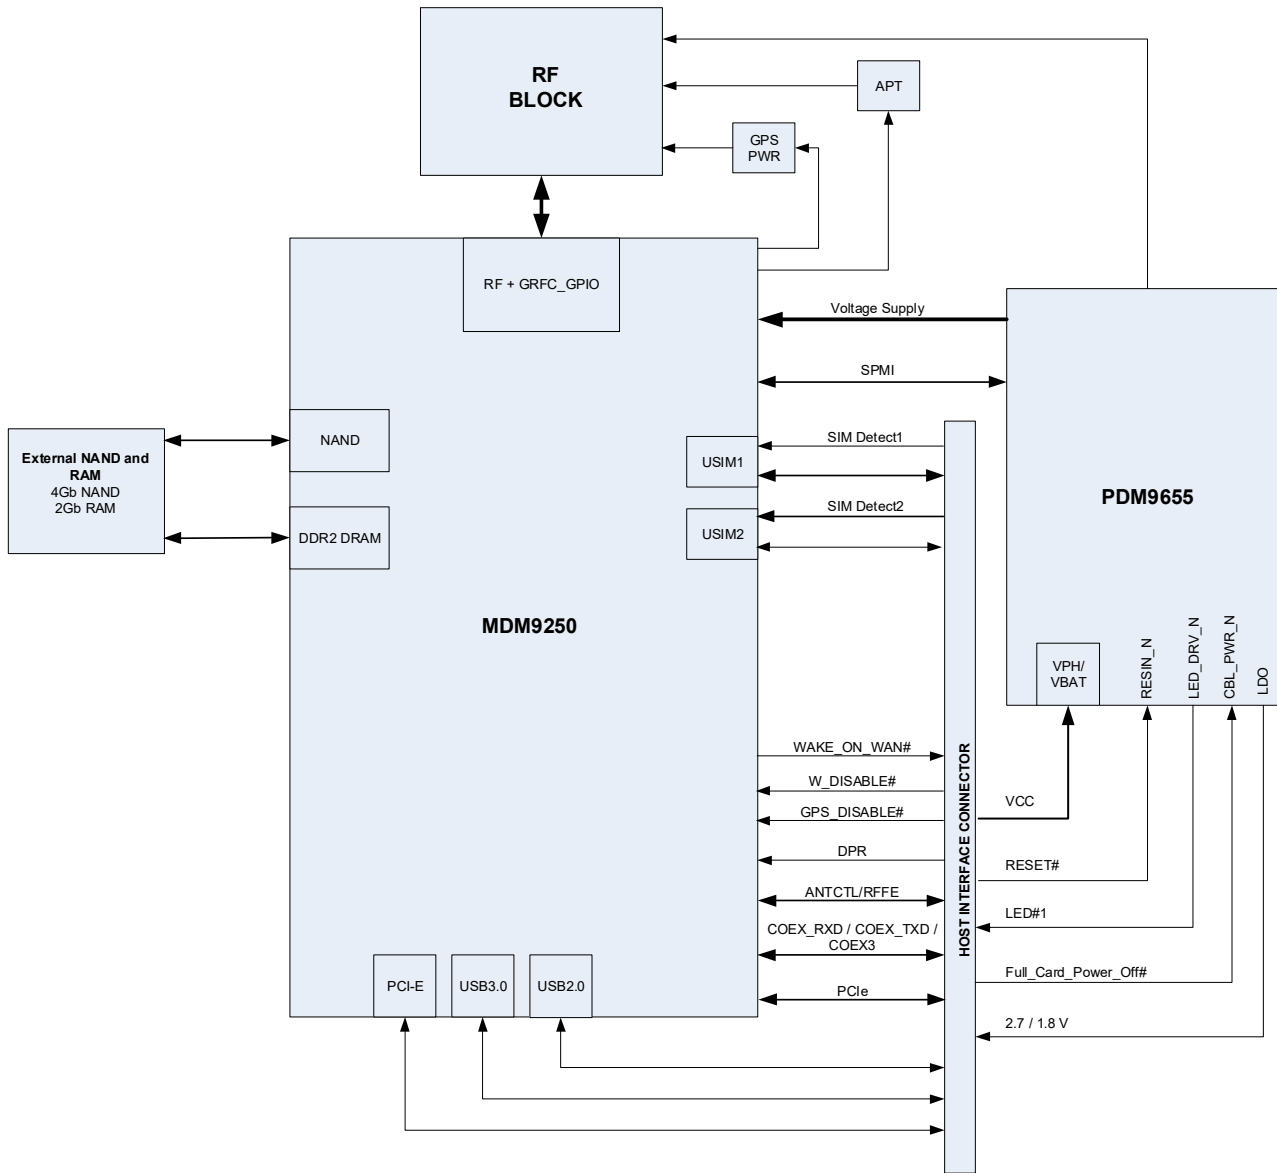 RF
BLOCK
APT
GPS
PWR
RF + GRFC_GPIO
Voltage Supply
SPMI
External NAND and
RAM
4Gb NAND
2Gb RAM
NAND
DDR2 DRAM
USIM1
SIM Detect1
USIM2
SIM Detect2
PDM9655
MDM9250
VPH/
VBAT
RESIN_N
LED_DRV_N
CBL_PWR_N
LDO
HOST INTERFACE CONNECTOR
WAKE_ON_WAN#
W_DISABLE#
GPS_DISABLE#
DPR
ANTCTL/RFFE
COEX_RXD / COEX_TXD /
COEX3
PCIe
VCC
RESET#
LED#1
Full_Card_Power_Off#
2.7 / 1.8 V
PCI-E
USB3.0
USB2.0